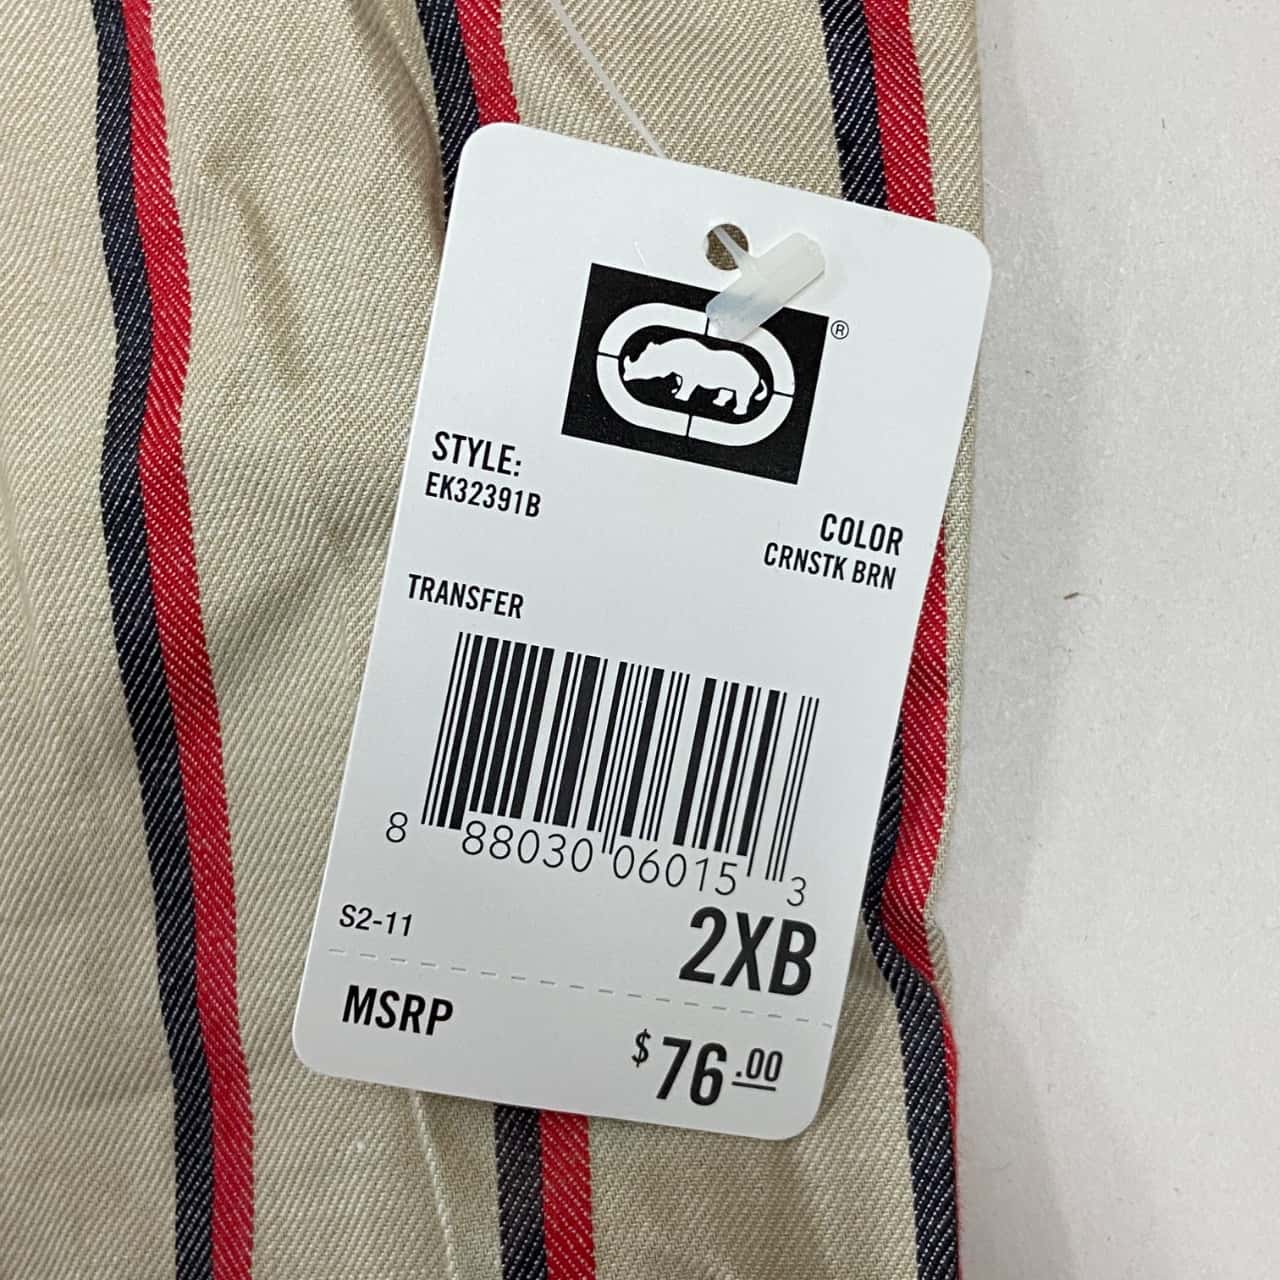 ®
STYLE:
EK32391B
COLOR
CRNSTK BRN
TRANSFER
8 88030 06015 3
S2-11
2XB
MSRP
$76.00